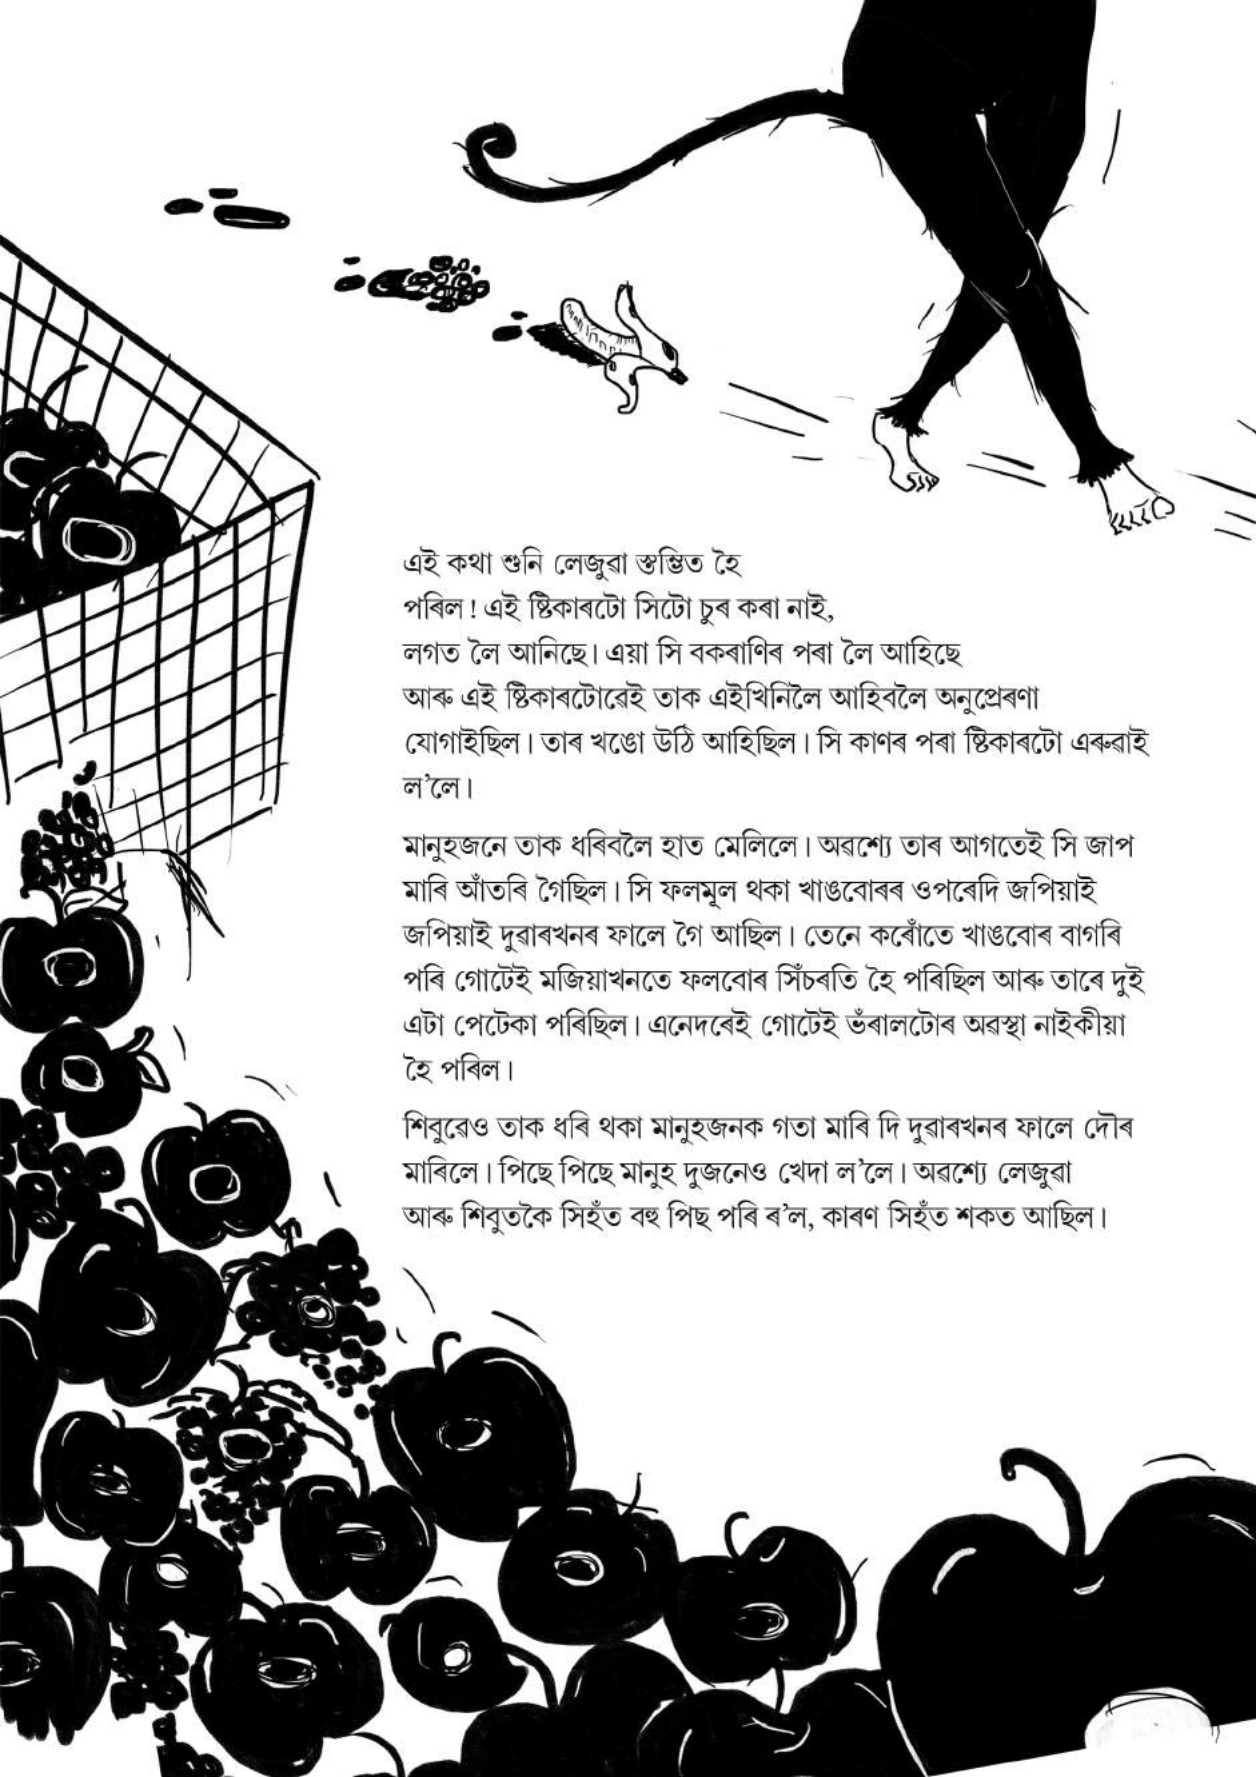 এই কথা শুনি লেজুৱা স্তম্ভিত হৈ
পৰিল! এই ষ্টিকাৰটো সিটো চুৰ কৰা নাই,
লগত লৈ আনিছে। এয়া সি বকৰাণিৰ পৰা লৈ আহিছে
আৰু এই ষ্টিকাৰটোৱেই তাক এইখিনিলৈ আহিবলৈ অনুপ্ৰেৰণা
যোগাইছিল। তাৰ খঙো উঠি আহিছিল। সি কাণৰ পৰা ষ্টিকাৰটো এৰুৱাই
ল’লে।
মানুহজনে তাক ধৰিবলৈ হাত মেলিলে। অৱশ্যে তাৰ আগতেই সি জাপ
মাৰি আঁতৰি গৈছিল। সি ফলমূল থকা খাঙবোৰৰ ওপৰেদি জপিয়াই
জপিয়াই দুৱাৰখনৰ ফালে গৈ আছিল। তেনে কৰোঁতে খাঙবোৰ বাগৰি
পৰি গোটেই মজিয়াখনতে ফলবোৰ সিঁচৰতি হৈ পৰিছিল আৰু তাৰে দুই
এটা পেটেকা পৰিছিল। এনেদৰেই গোটেই ভঁৰালটোৰ অৱস্থা নাইকীয়া
হৈ পৰিল।
শিবুৱেও তাক ধৰি থকা মানুহজনক গতা মাৰি দি দুৱাৰখনৰ ফালে দৌৰ
মাৰিলে। পিছে পিছে মানুহ দুজনেও খেদা ল’লে। অৱশ্যে লেজুৱা
আৰু শিবুতকৈ সিহঁত বহু পিছ পৰি ৰ’ল, কাৰণ সিহঁত শকত আছিল।